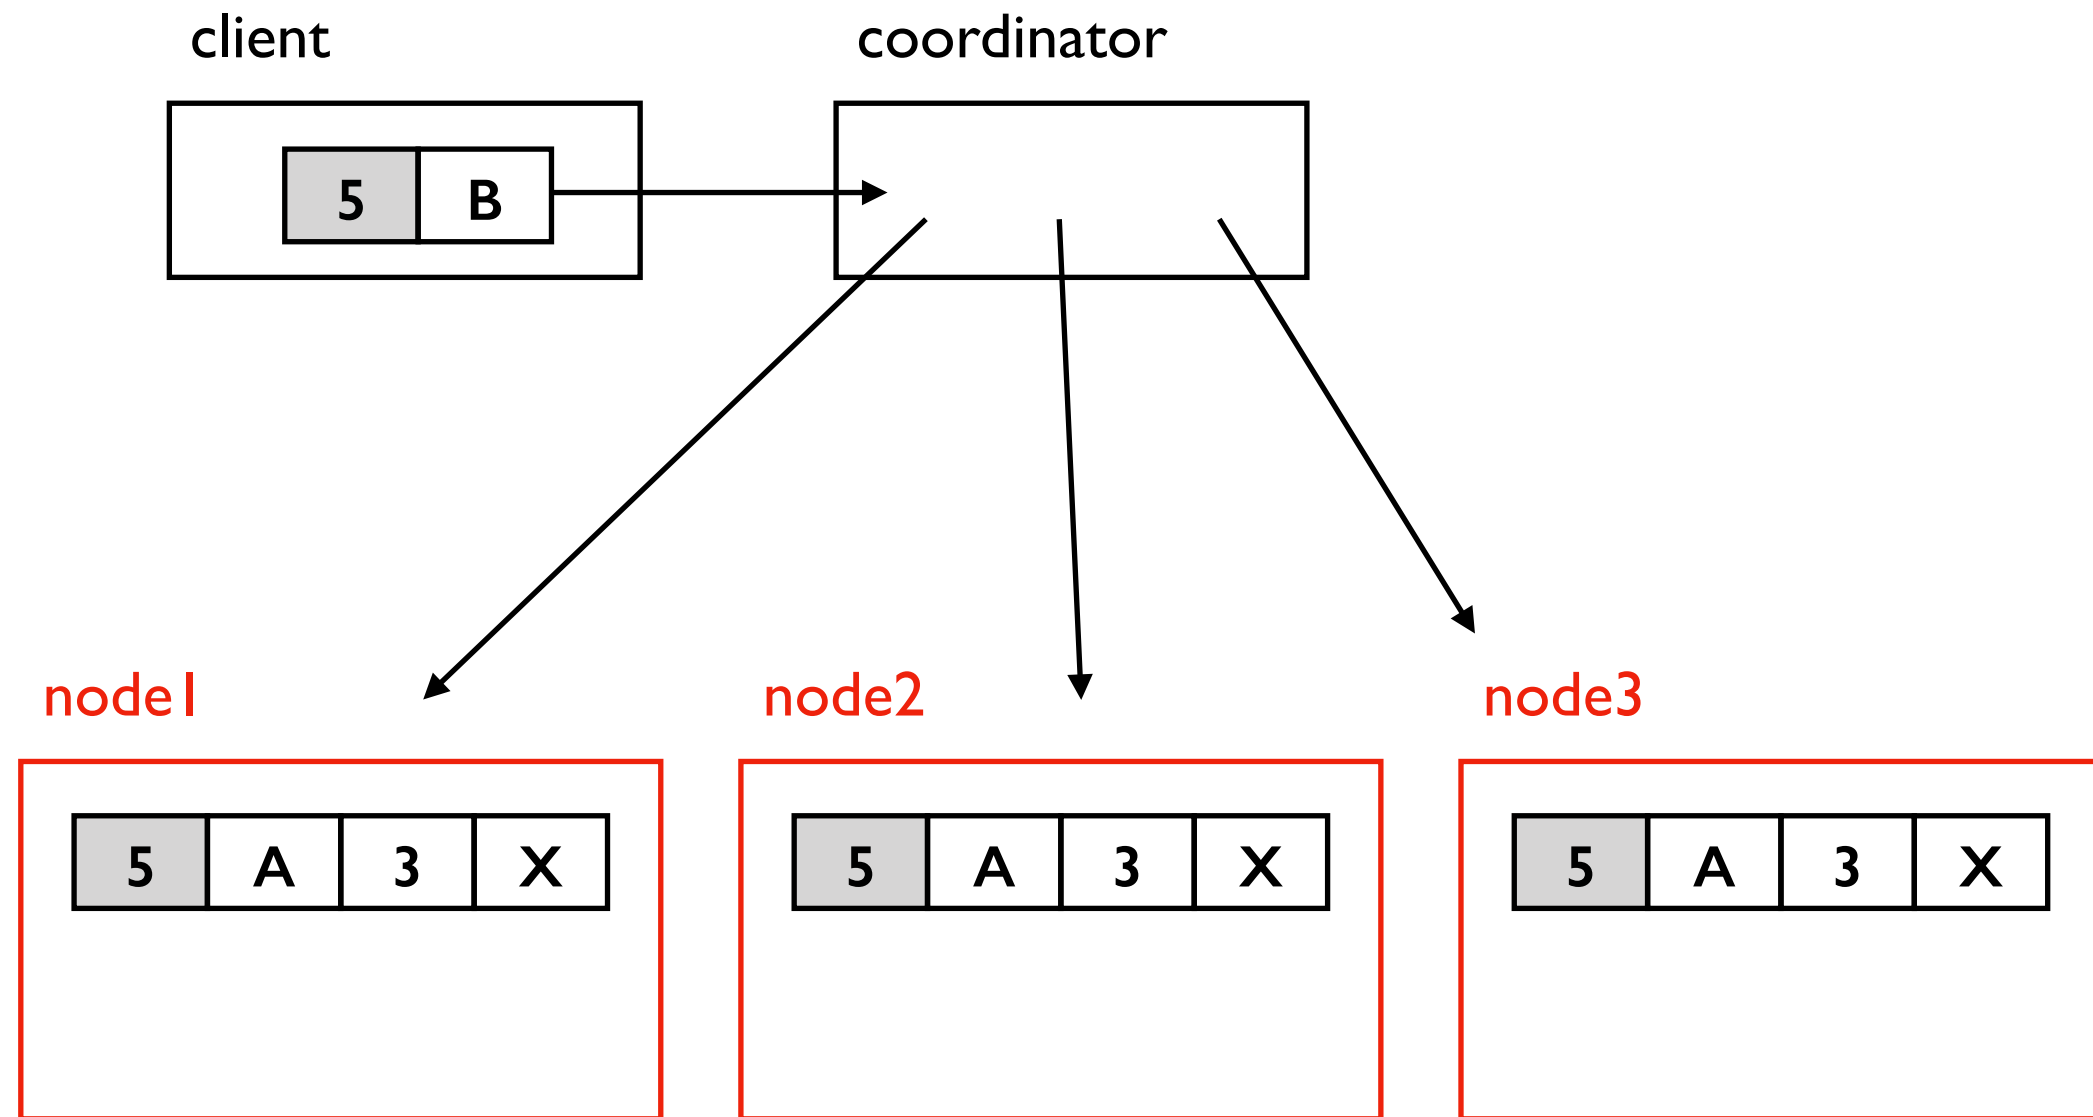 client coordinator
5 B
node1 node2 node3
5 A 3 X 5 A 3 X 5 A 3 X